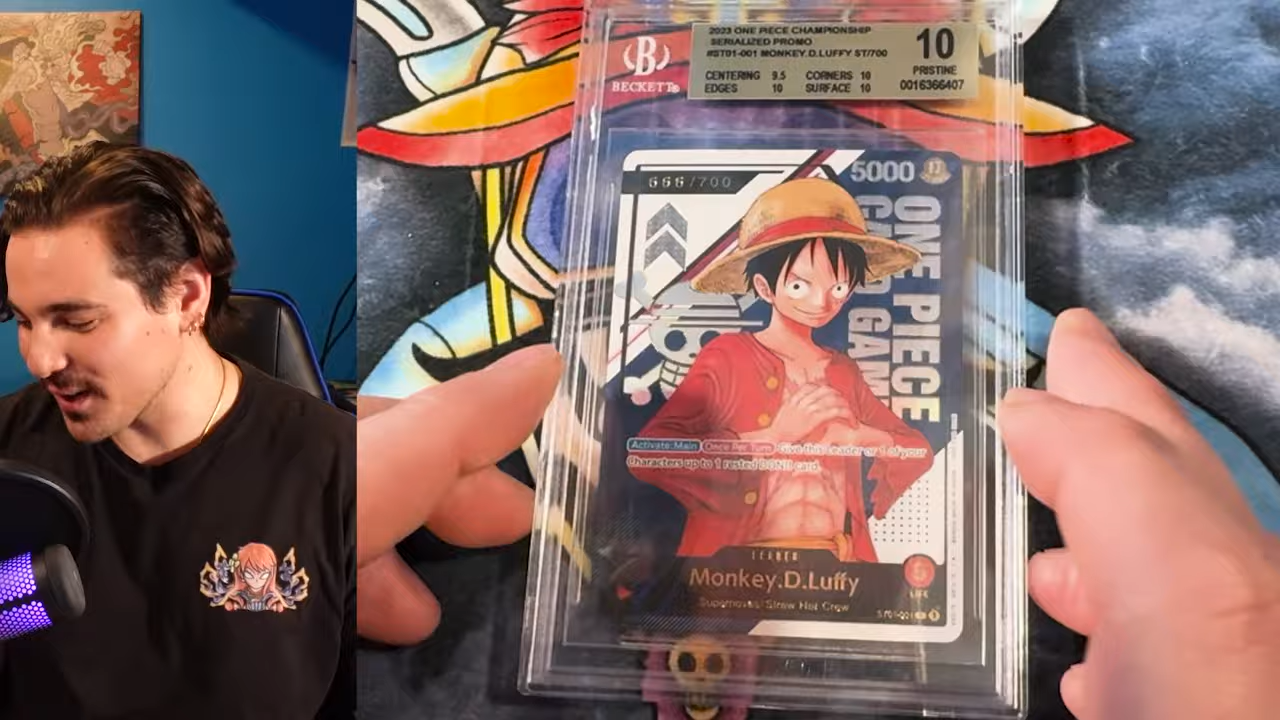 2023 ONE PIECE CHAMPIONSHIP
SERIALIZED PROMO
#ST01-001 MONKEY.D.LUFFY ST/700
CENTERING 9.5 CORNERS 10
EDGES 10 SURFACE 10
10
PRISTINE
0016366407
B
BECKETT®
666/700
5000
ONE PIECE
CARD GAME
Activate: Main Once Per Turn Give this Leader or 1 of your
Characters up to 1 rested DON!! card.
LEADER
Monkey.D.Luffy
Supernovas/Straw Hat Crew
5
LIFE
ST01-001